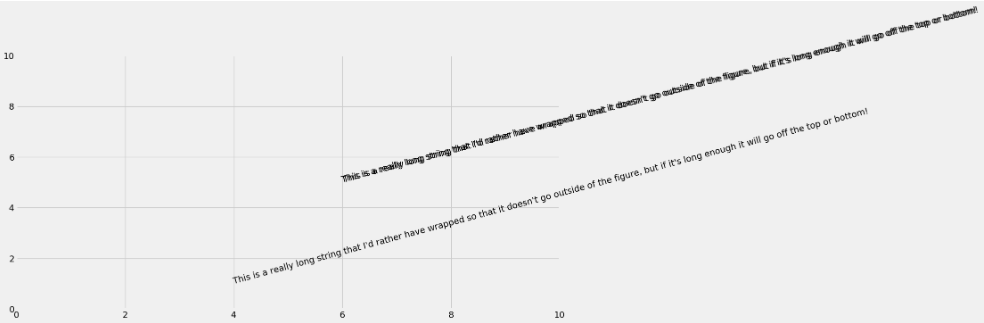 10
This is a really long string that I'd rather have wrapped so that it doesn't go outside of the figure, but if it's long enough it will go off the top or bottom!
8
6
4
This is a really long string that I'd rather have wrapped so that it doesn't go outside of the figure, but if it's long enough it will go off the top or bottom!
2
0
0 2 4 6 8 10